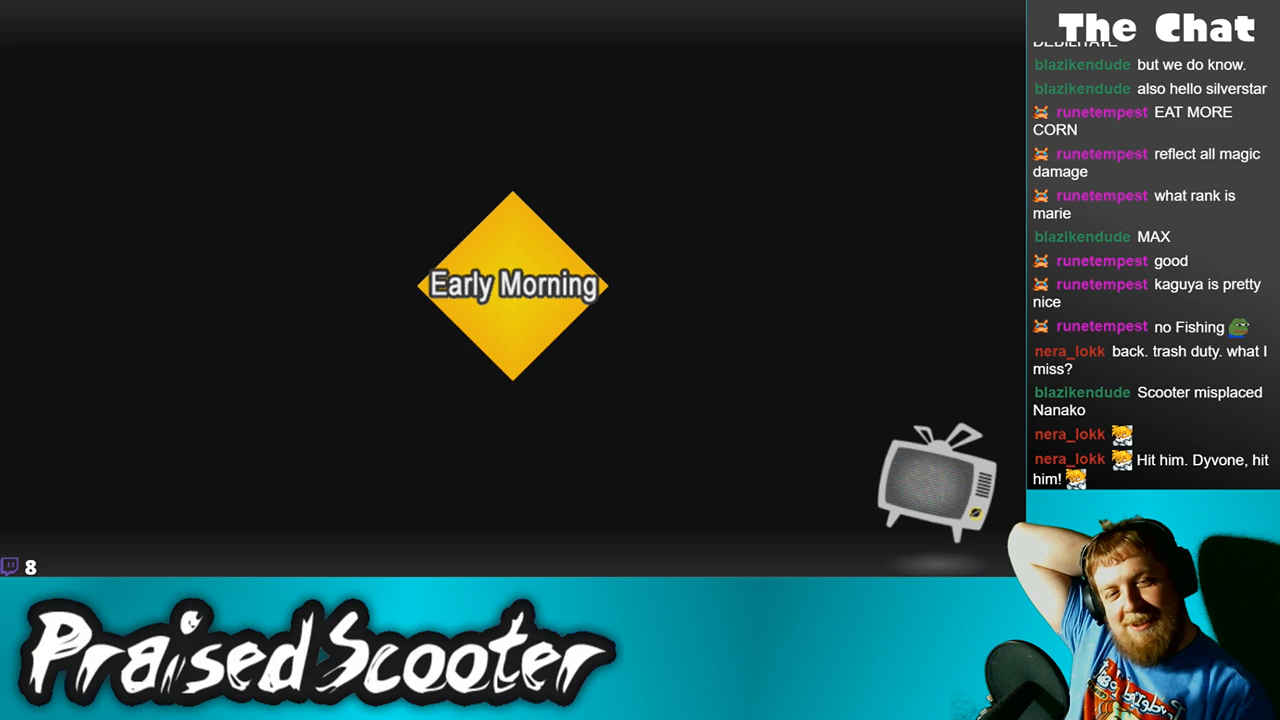 The Chat
DEBILITATE
blazikendude but we do know.
blazikendude also hello silverstar
runetempest EAT MORE
CORN
runetempest reflect all magic
damage
runetempest what rank is
marie
blazikendude MAX
runetempest good
runetempest kaguya is pretty
nice
runetempest no Fishing
nera_lokk back. trash duty. what I
miss?
blazikendude Scooter misplaced
Nanako
nera_lokk
nera_lokk Hit him. Dyvone, hit
him!
Early Morning
8
PraisedScooter